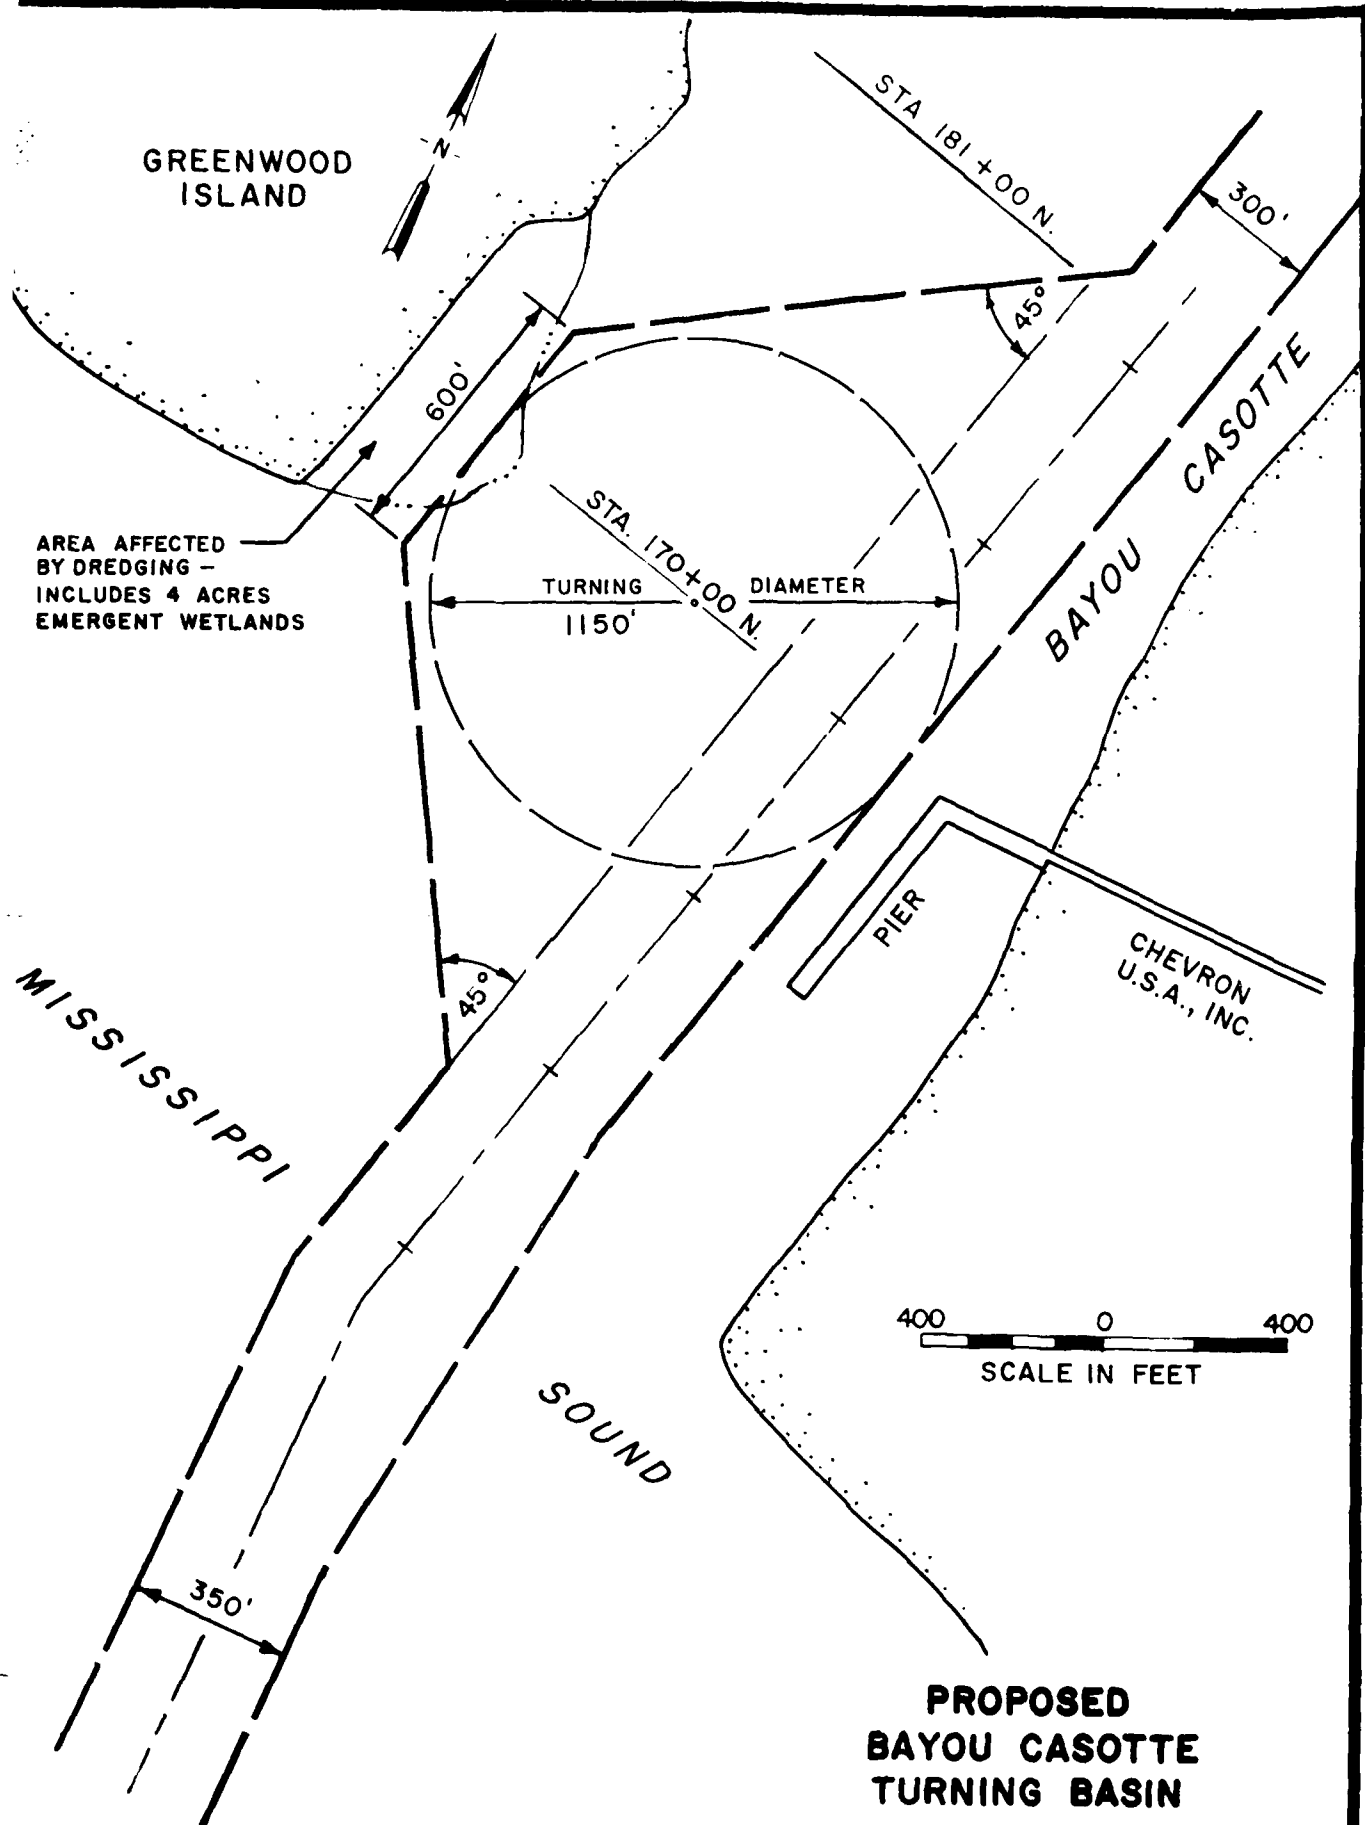 STA 181+00 N.
-N-
GREENWOOD
ISLAND
300'
45°
600'
BAYOU CASOTTE
STA. 170+00 N.
AREA AFFECTED
BY DREDGING –
INCLUDES 4 ACRES
EMERGENT WETLANDS
TURNING DIAMETER
1150'
PIER
CHEVRON
U.S.A., INC.
45°
MISSISSIPPI
SOUND
400 0 400
SCALE IN FEET
350'
PROPOSED
BAYOU CASOTTE
TURNING BASIN